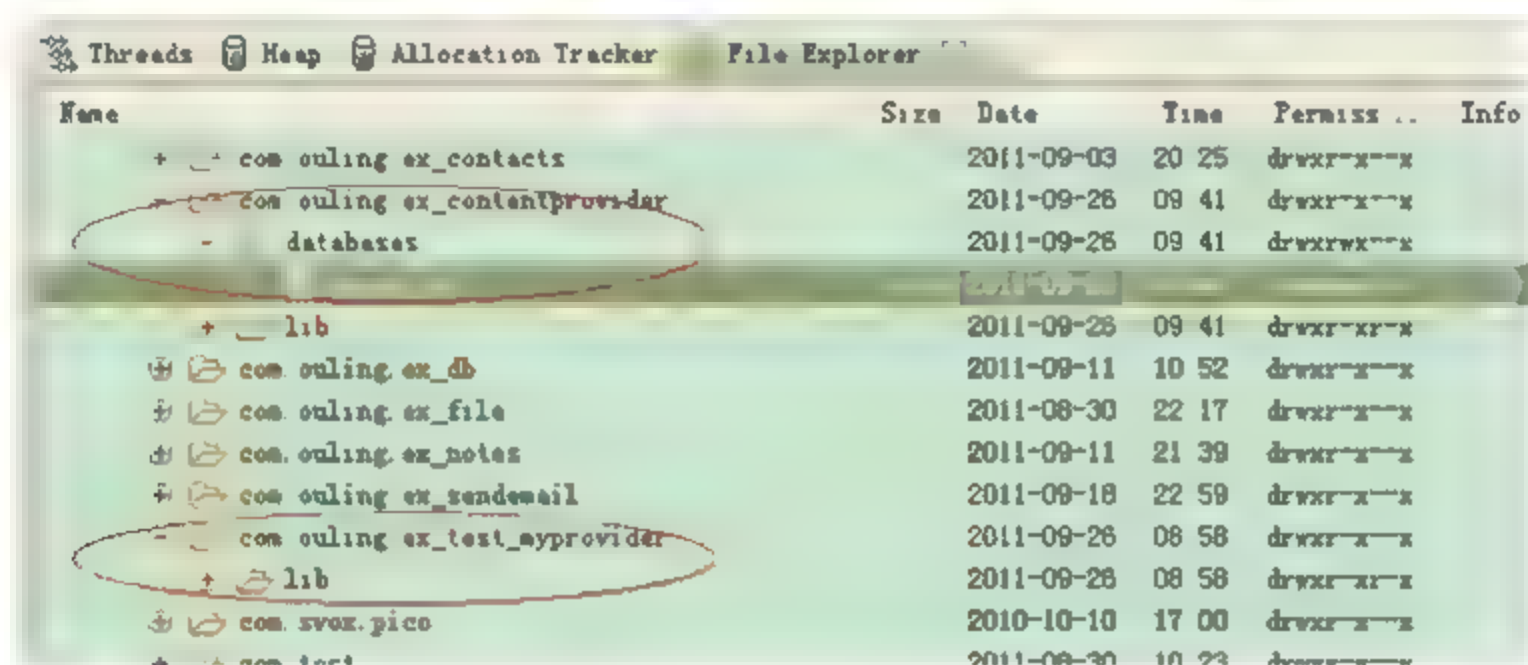 Threads Heap Allocation Tracker File Explorer
Name Size Date Time Permiss .. Info
+ com ouling ex_contacts 2011-09-03 20 25 drwxr-x--x
- com ouling ex_contentprovider 2011-09-26 09 41 drwxr-x--x
- databases 2011-09-26 09 41 drwxrwx--x
+ lib 2011-09-26 09 41 drwxr-xr-x
+ com. ouling. ex_db 2011-09-11 10 52 drwxr-x--x
+ com. ouling. ex_file 2011-08-30 22 17 drwxr-x--x
+ com. ouling. ex_notes 2011-09-11 21 39 drwxr-x--x
+ com ouling ex_sendemail 2011-09-18 22 59 drwxr-x--x
- com ouling ex_test_myprovider 2011-09-26 08 58 drwxr-x--x
+ lib 2011-09-26 08 58 drwxr-xr-x
+ com. svox. pico 2010-10-10 17 00 drwxr-x--x
2011-08-30 10 23